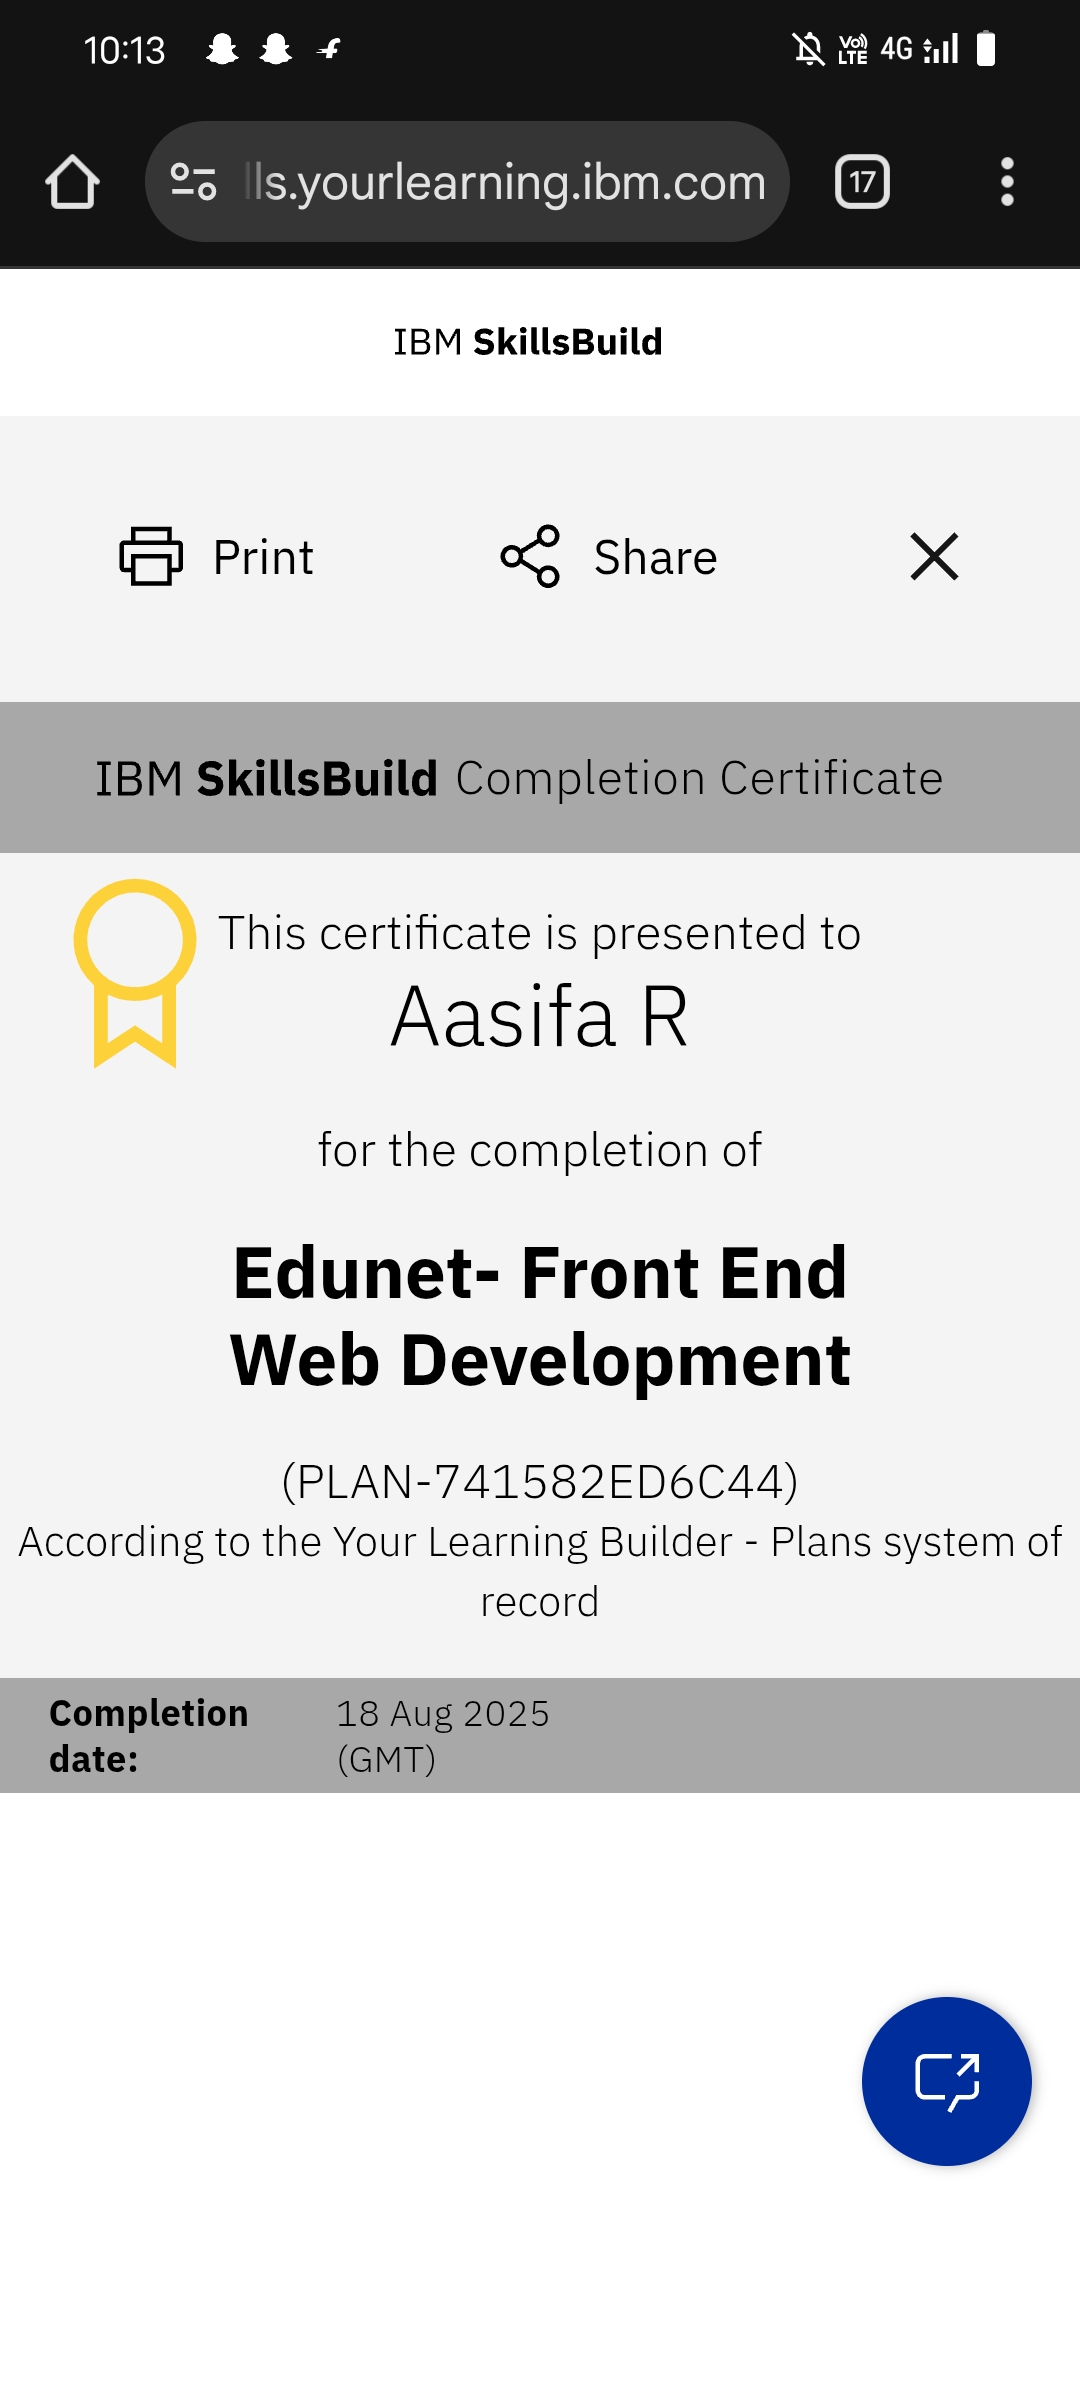 10:13
Vo LTE 4G
lls.yourlearning.ibm.com
17
IBM SkillsBuild
Print Share
IBM SkillsBuild Completion Certificate
This certificate is presented to
Aasifa R
for the completion of
Edunet- Front End
Web Development
(PLAN-741582ED6C44)
According to the Your Learning Builder - Plans system of
record
Completion date: 18 Aug 2025 (GMT)